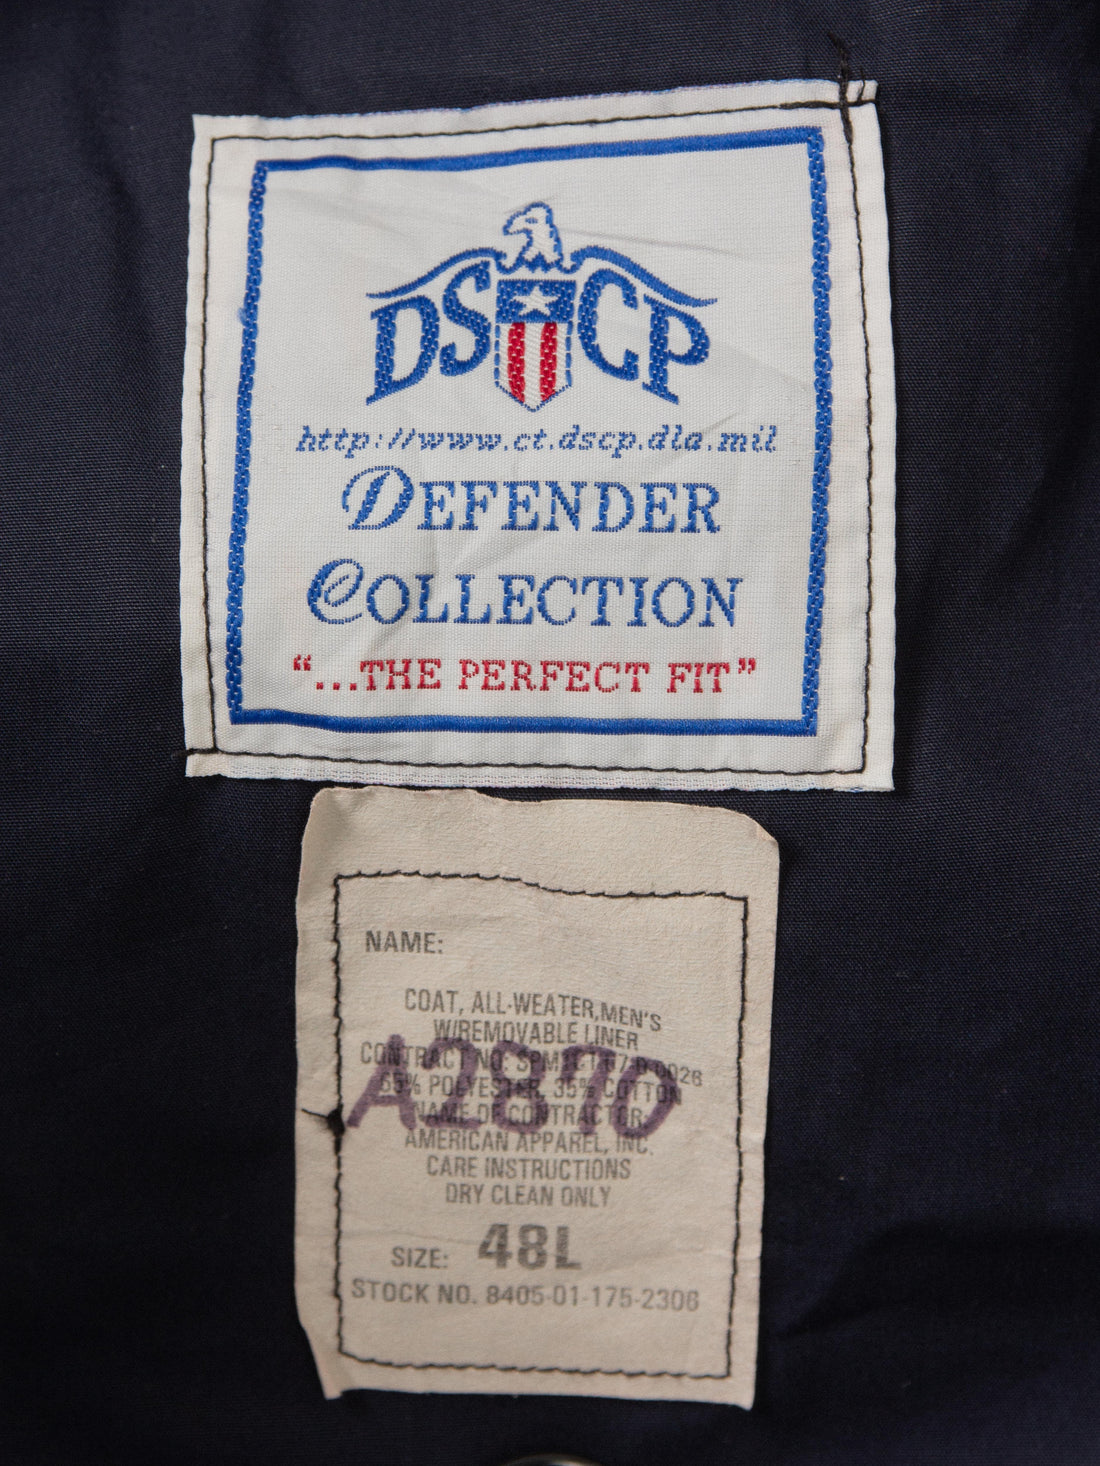 DSCP
http://www.ct.dscp.dla.mil
DEFENDER
COLLECTION
“...THE PERFECT FIT”
NAME:
COAT, ALL-WEATER,MEN'S
W/REMOVABLE LINER
CONTRACT NO:
65% POLYESTER, 35% COTTON
NAME OF CONTRACTOR:
AMERICAN APPAREL, INC.
CARE INSTRUCTIONS
DRY CLEAN ONLY
SIZE: 48L
STOCK NO. 8405-01-175-2306
A2870